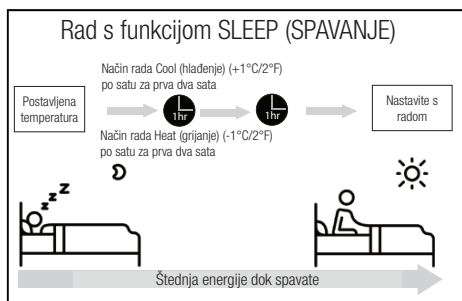 Rad s funkcijom SLEEP (SPAVANJE)
Način rada Cool (hlađenje) (+1°C/2°F)
po satu za prva dva sata
Postavljena
temperatura
1hr
1hr
Nastavite s
radom
Način rada Heat (grijanje) (-1°C/2°F)
po satu za prva dva sata
z z Z Z
Štednja energije dok spavate